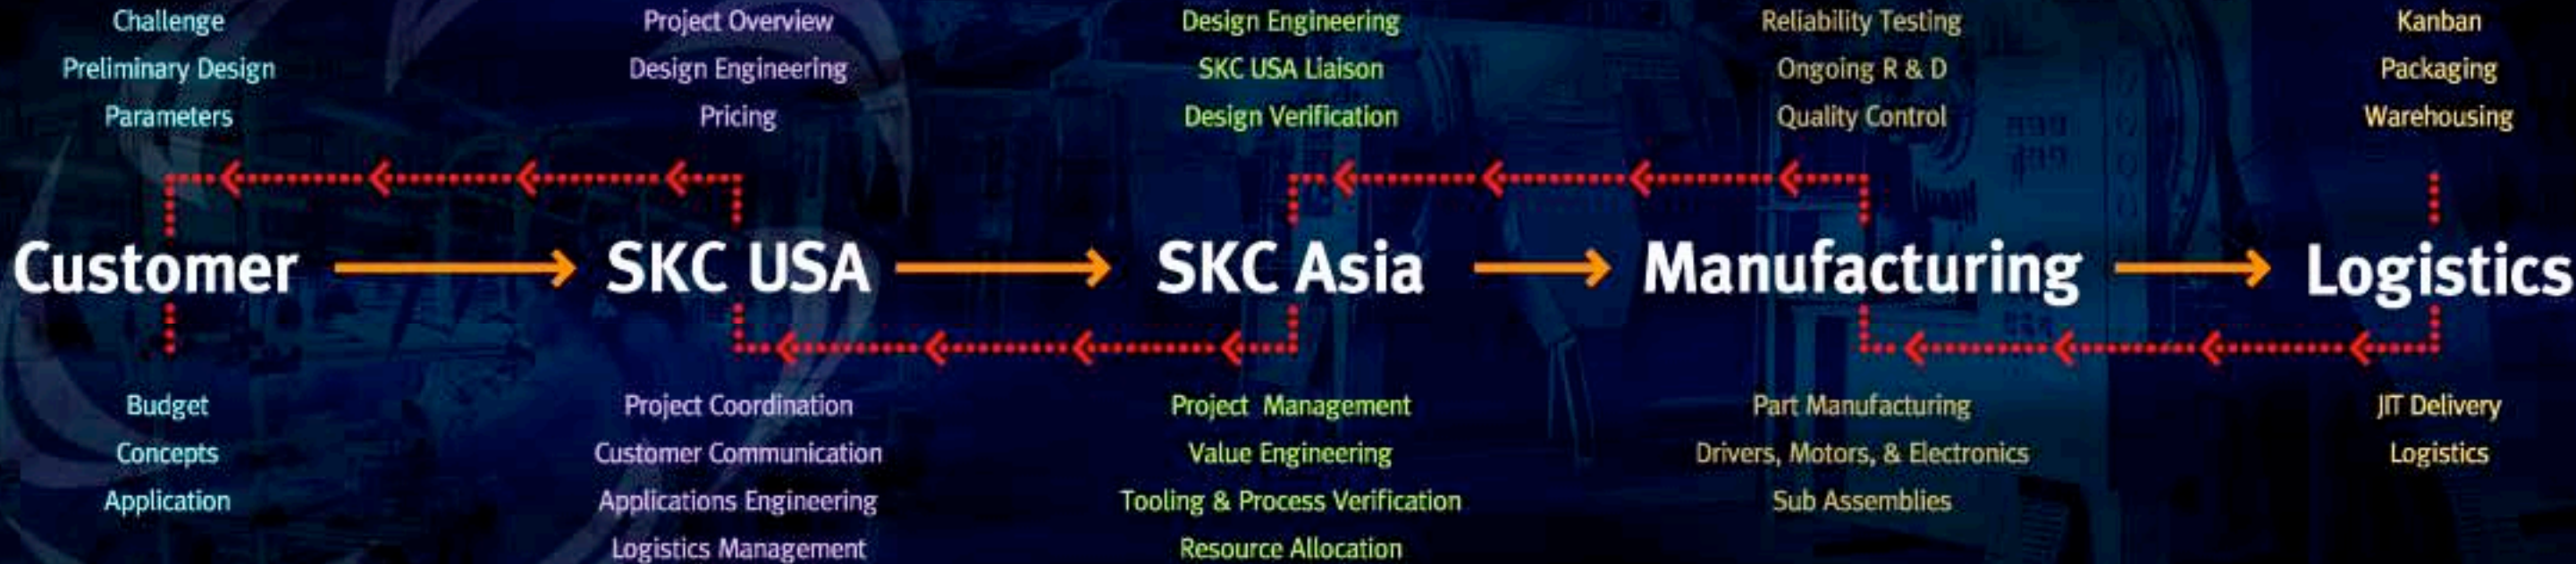 Challenge
Preliminary Design
Parameters
Project Overview
Design Engineering
Pricing
Design Engineering
SKC USA Liaison
Design Verification
Reliability Testing
Ongoing R & D
Quality Control
Kanban
Packaging
Warehousing
Customer
SKC USA
SKC Asia
Manufacturing
Logistics
Budget
Concepts
Application
Project Coordination
Customer Communication
Applications Engineering
Logistics Management
Project Management
Value Engineering
Tooling & Process Verification
Resource Allocation
Part Manufacturing
Drivers, Motors, & Electronics
Sub Assemblies
JIT Delivery
Logistics